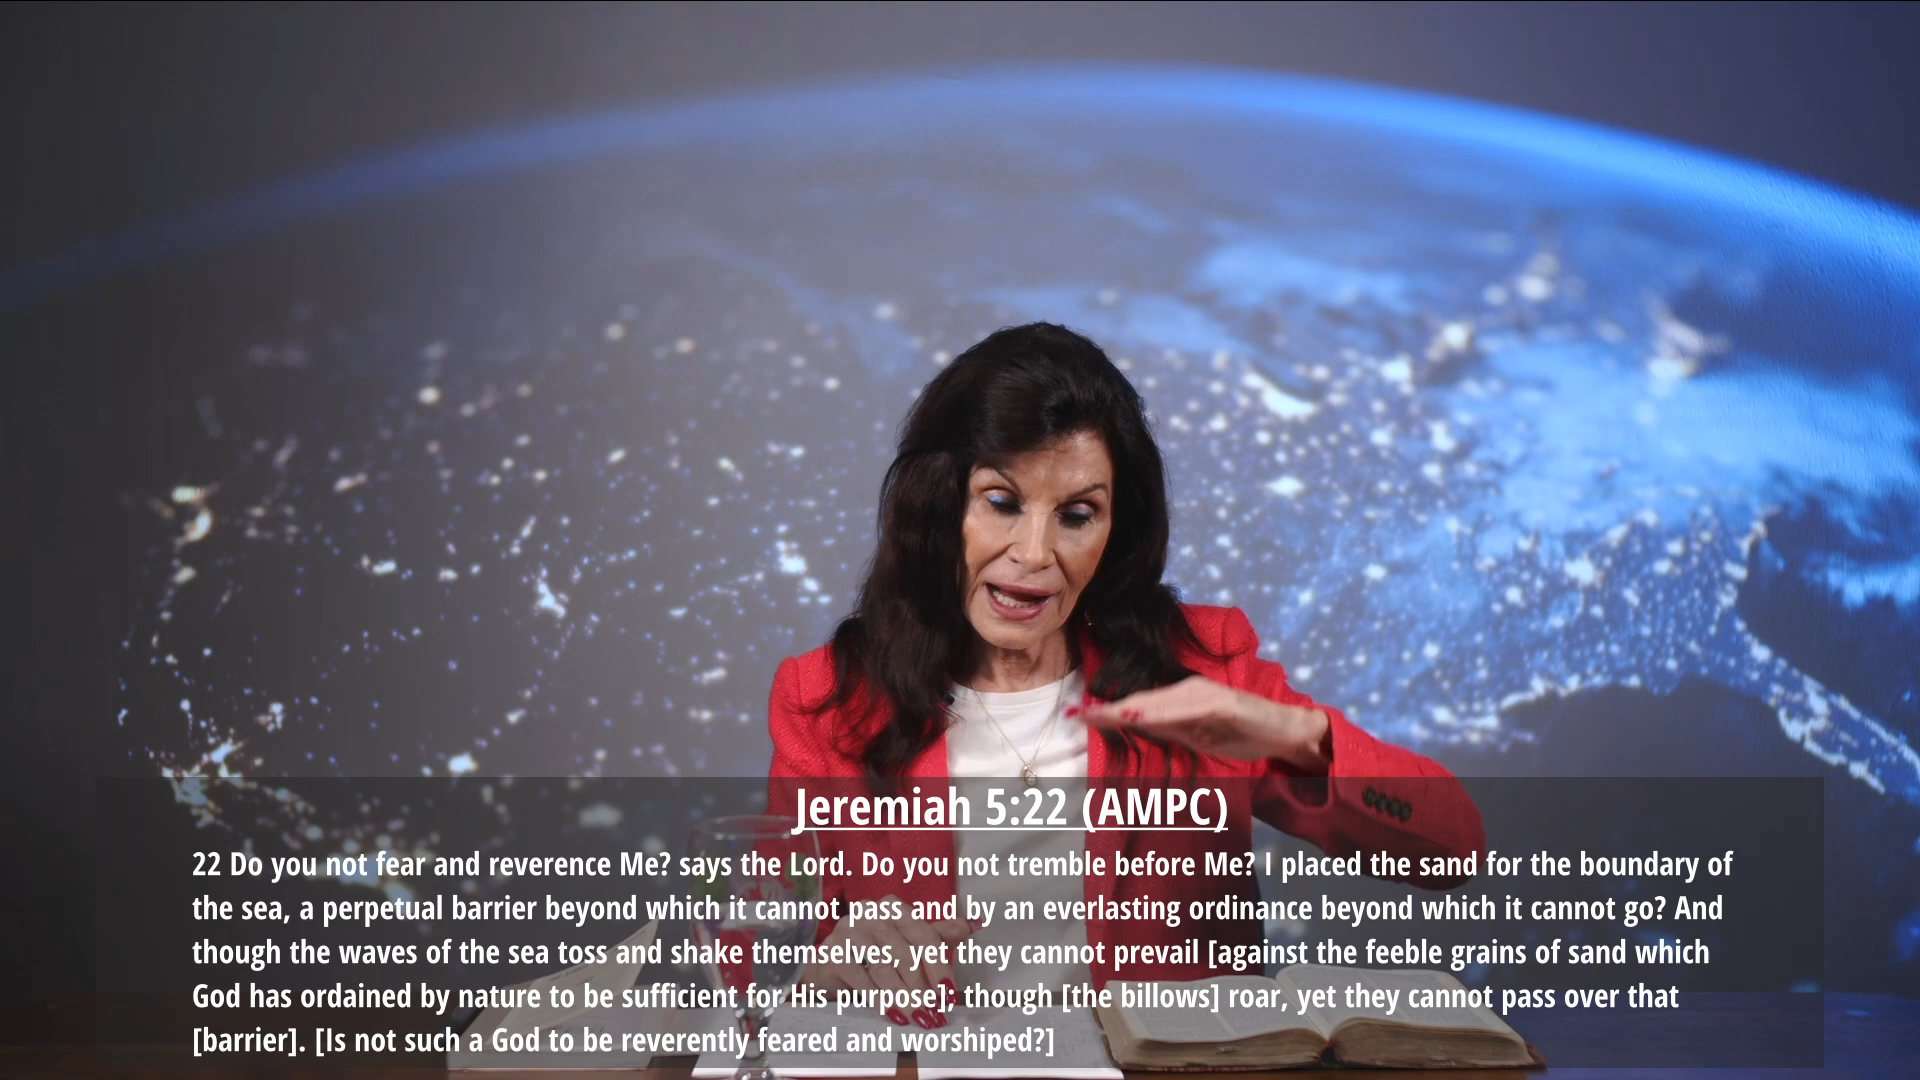 Jeremiah 5:22 (AMPC)
22 Do you not fear and reverence Me? says the Lord. Do you not tremble before Me? I placed the sand for the boundary of
the sea, a perpetual barrier beyond which it cannot pass and by an everlasting ordinance beyond which it cannot go? And
though the waves of the sea toss and shake themselves, yet they cannot prevail [against the feeble grains of sand which
God has ordained by nature to be sufficient for His purpose]; though [the billows] roar, yet they cannot pass over that
[barrier]. [Is not such a God to be reverently feared and worshiped?]